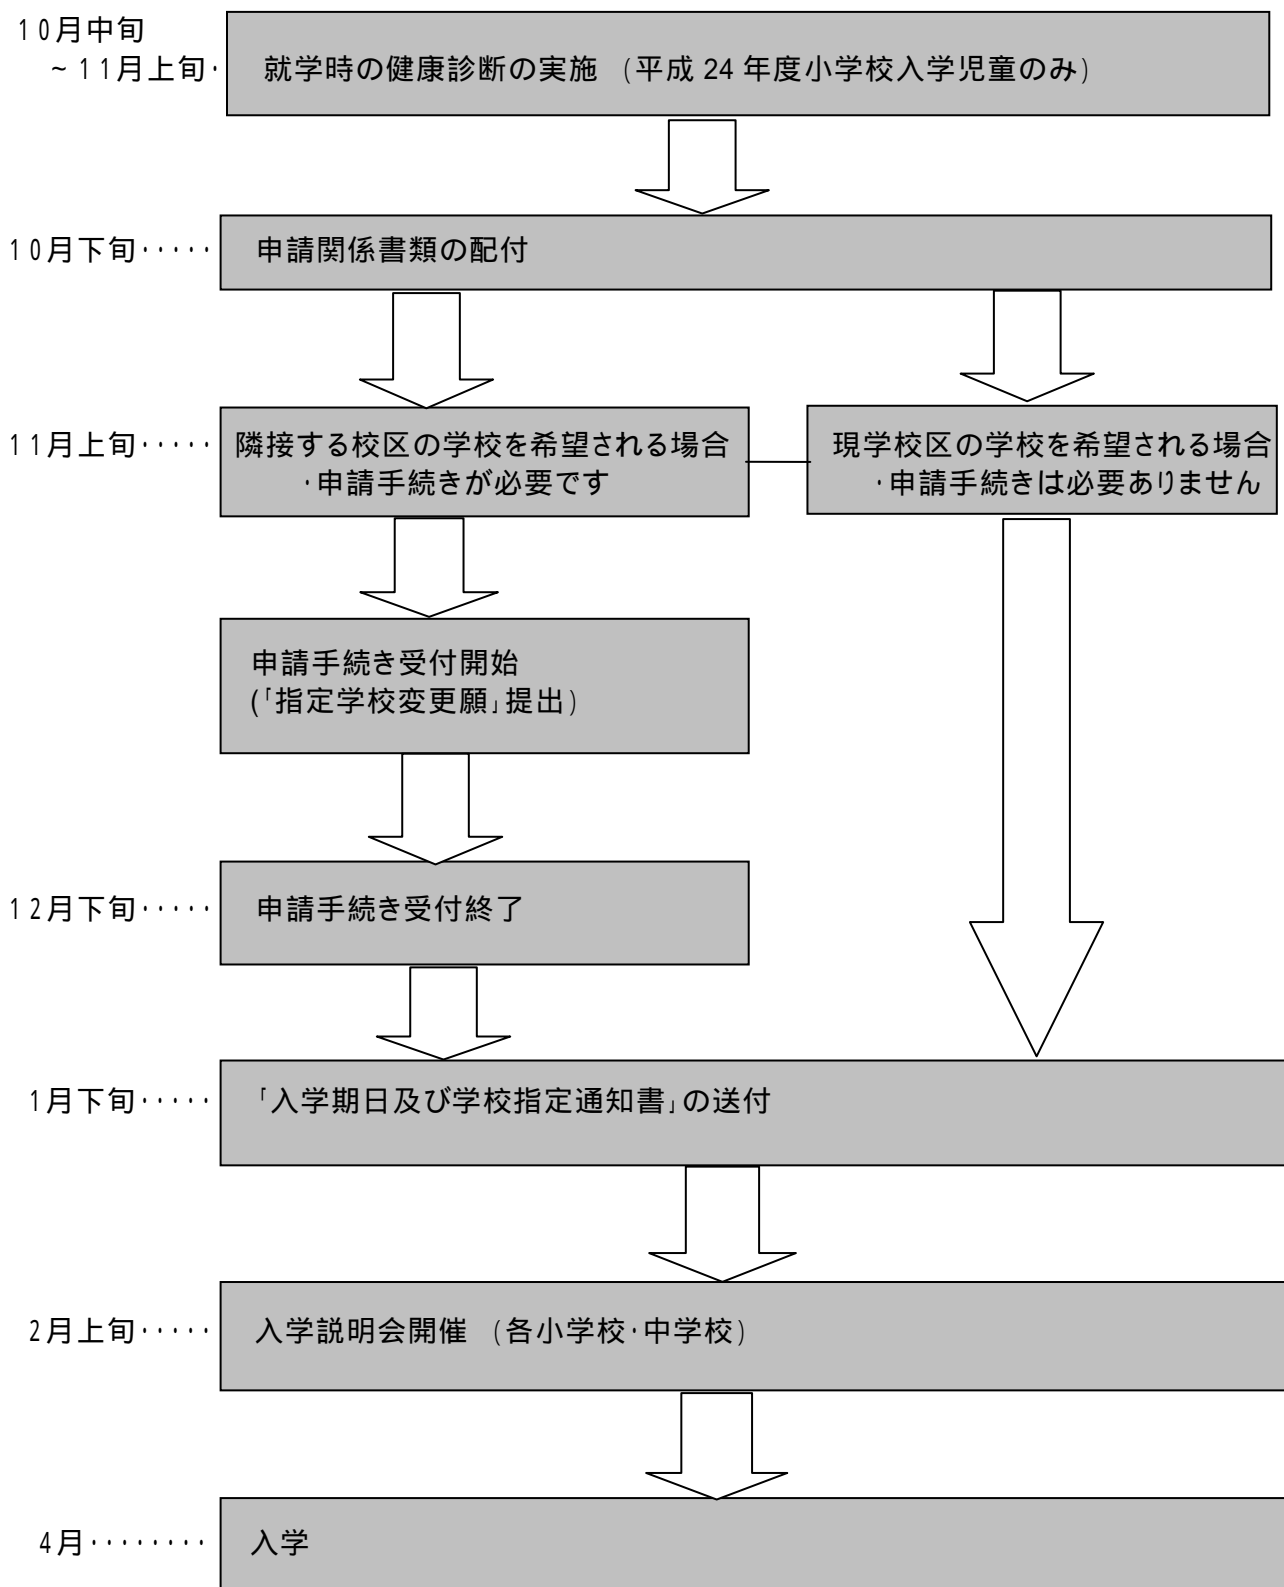 10月中旬
~11月上旬・
就学時の健康診断の実施 (平成24年度小学校入学児童のみ)
10月下旬・・・・・
申請関係書類の配付
11月上旬・・・・・
隣接する校区の学校を希望される場合
・申請手続きが必要です
現学校区の学校を希望される場合
・申請手続きは必要ありません
申請手続き受付開始
(「指定学校変更願」提出)
12月下旬・・・・・
申請手続き受付終了
1月下旬・・・・・
「入学期日及び学校指定通知書」の送付
2月上旬・・・・・
入学説明会開催 (各小学校・中学校)
4月・・・・・・・・
入学